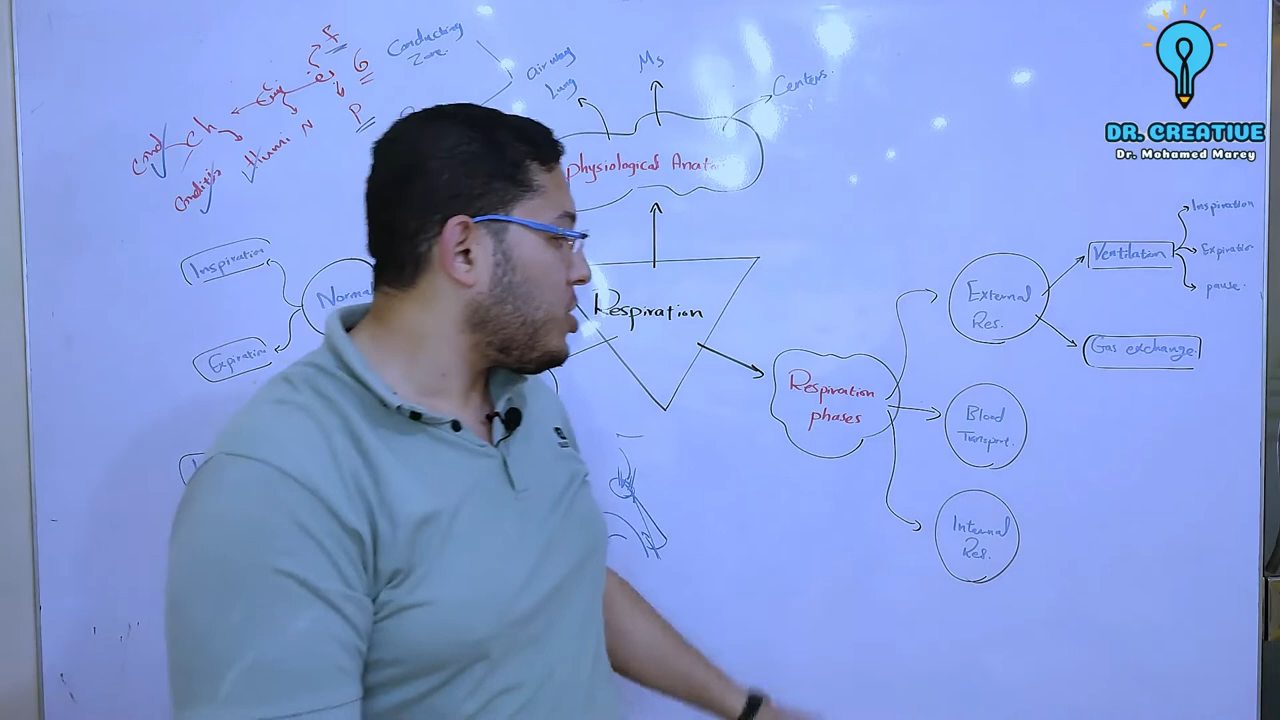 DR. CREATIVE
Dr. Mohamed Marey
Conducting
Zone
airway
Lung
Ms
Centers
physiological Anat
Inspiration
Expiration
Normal
Respiration
Respiration
phases
External
Res.
Ventilation
Inspiration
Expiration
pause.
Gas exchange
Blood
Transport.
Internal
Res.